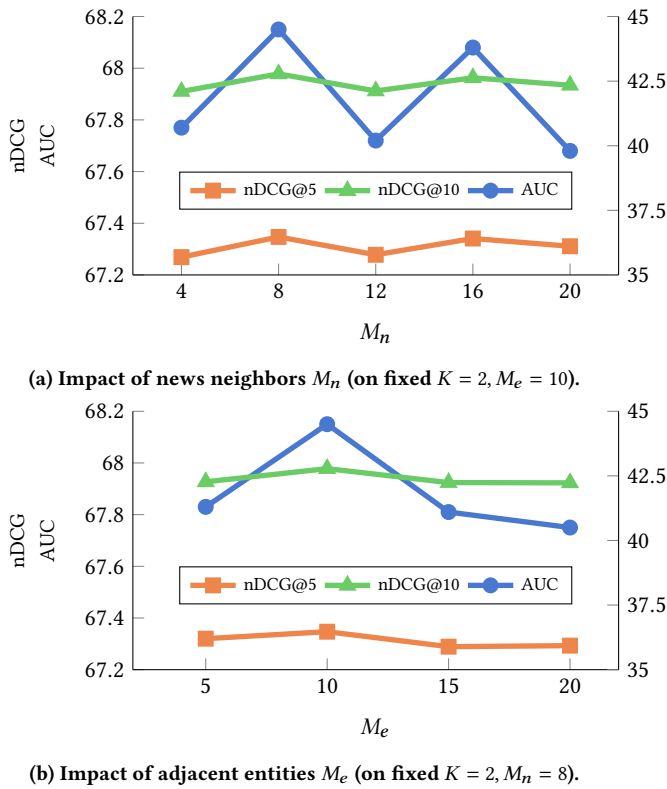 68.2
68
67.8
67.6
67.4
67.2
nDCG
AUC
45
42.5
40
37.5
35
nDCG@5 nDCG@10 AUC
4 8 12 16 20
M_n
(a) Impact of news neighbors M_n (on fixed K = 2, M_e = 10).
68.2
68
67.8
67.6
67.4
67.2
nDCG
AUC
45
42.5
40
37.5
35
nDCG@5 nDCG@10 AUC
5 10 15 20
M_e
(b) Impact of adjacent entities M_e (on fixed K = 2, M_n = 8).